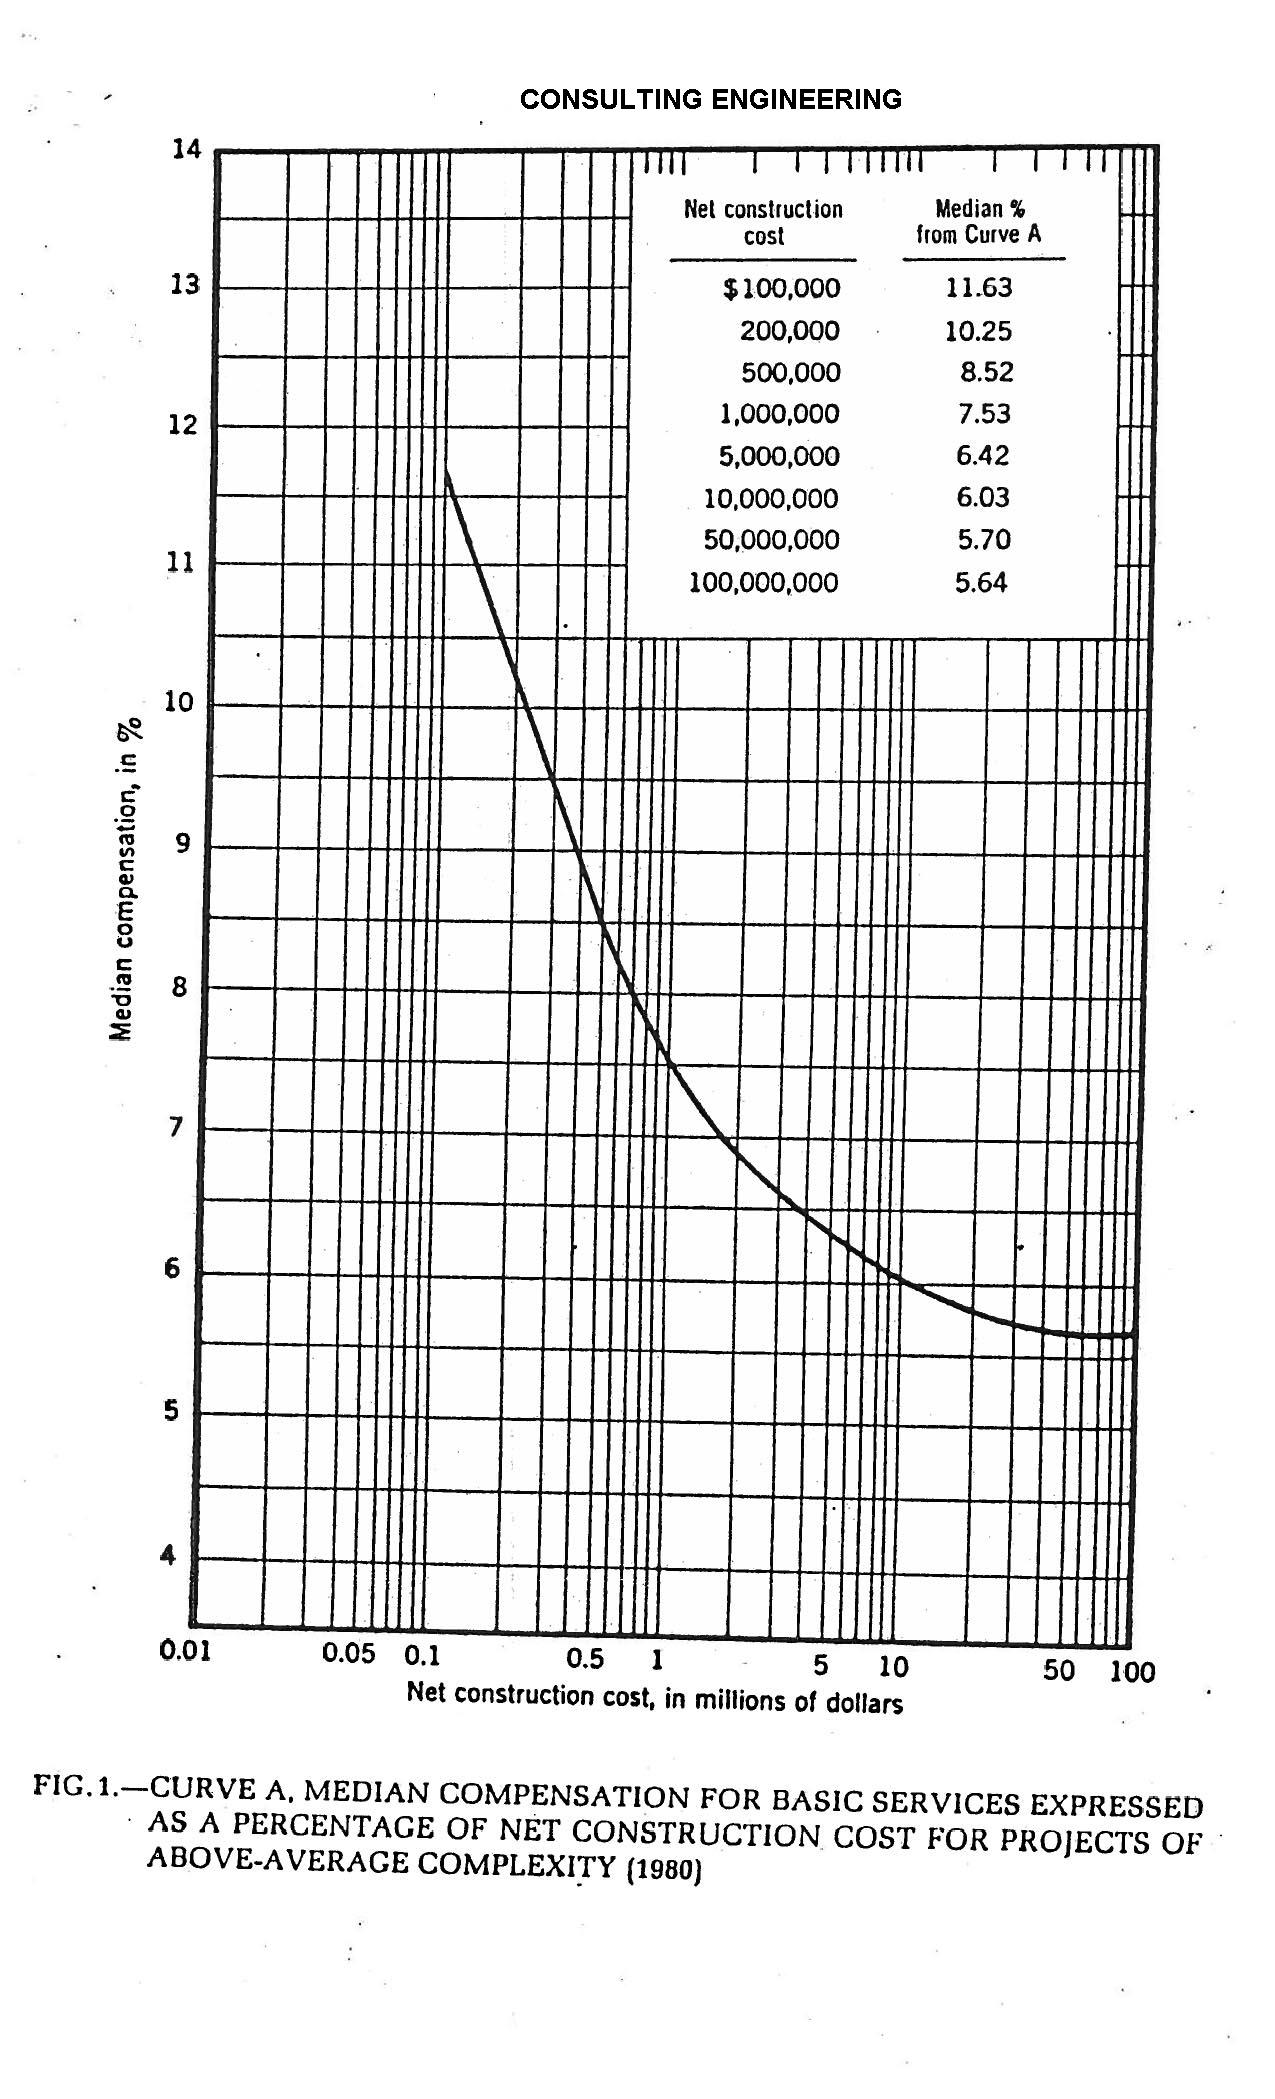 CONSULTING ENGINEERING
14
13
12
11
10
9
8
7
6
5
4
Median compensation, in %
Net construction cost Median % from Curve A
$100,000 11.63
200,000 10.25
500,000 8.52
1,000,000 7.53
5,000,000 6.42
10,000,000 6.03
50,000,000 5.70
100,000,000 5.64
0.01 0.05 0.1 0.5 1 5 10 50 100
Net construction cost, in millions of dollars
FIG. 1.—CURVE A, MEDIAN COMPENSATION FOR BASIC SERVICES EXPRESSED
AS A PERCENTAGE OF NET CONSTRUCTION COST FOR PROJECTS OF
ABOVE-AVERAGE COMPLEXITY (1980)